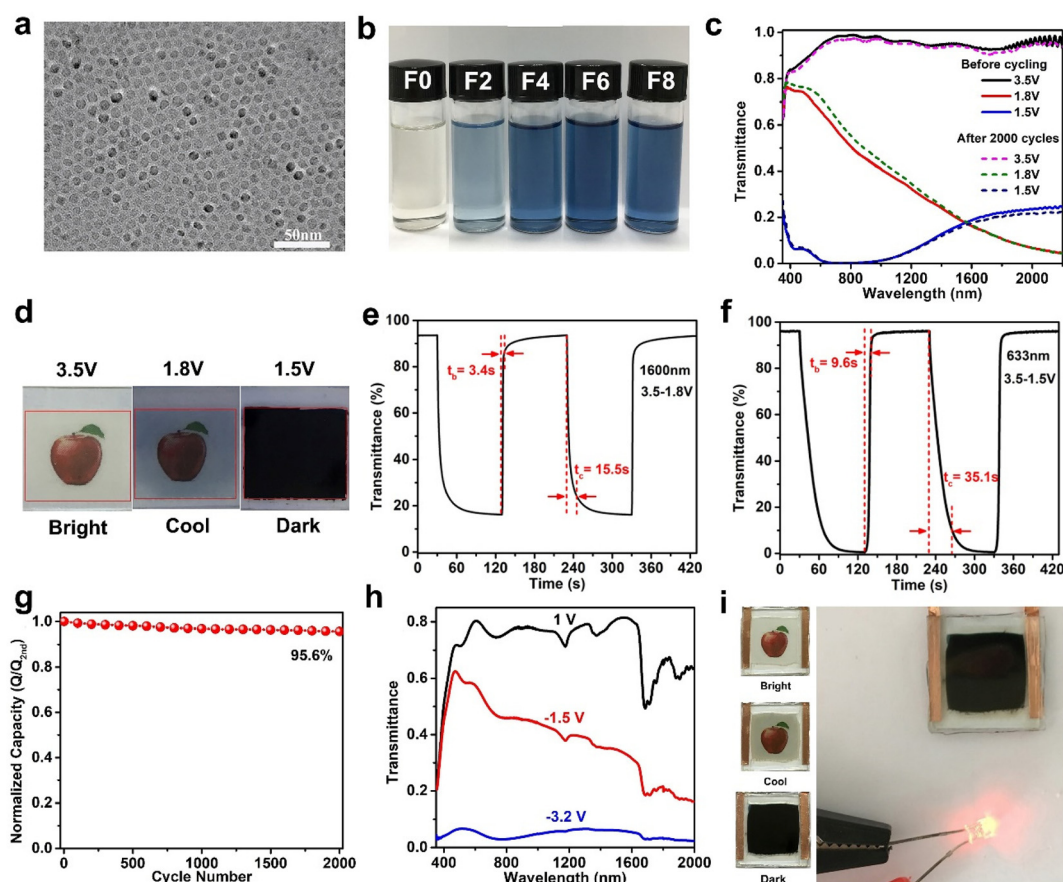 a
50nm
b
F0 F2 F4 F6 F8
c
Transmittance
1.0
0.8
0.6
0.4
0.2
0.0
Before cycling
3.5V
1.8V
1.5V
After 2000 cycles
3.5V
1.8V
1.5V
400 800 1200 1600 2000
Wavelength (nm)
d
3.5V 1.8V 1.5V
Bright Cool Dark
e
Transmittance (%)
100
80
60
40
20
0
tb= 3.4s
1600nm
3.5-1.8V
tc= 15.5s
0 60 120 180 240 300 360 420
Time (s)
f
Transmittance (%)
100
80
60
40
20
0
tb= 9.6s
633nm
3.5-1.5V
tc= 35.1s
0 60 120 180 240 300 360 420
Time (s)
g
Normalized Capacity (Q/Q2nd)
1.0
0.8
0.6
0.4
0.2
0.0
95.6%
0 500 1000 1500 2000
Cycle Number
h
Transmittance
1.0
0.8
0.6
0.4
0.2
0.0
1 V
-1.5 V
-3.2 V
400 800 1200 1600 2000
Wavelength (nm)
i
Bright
Cool
Dark